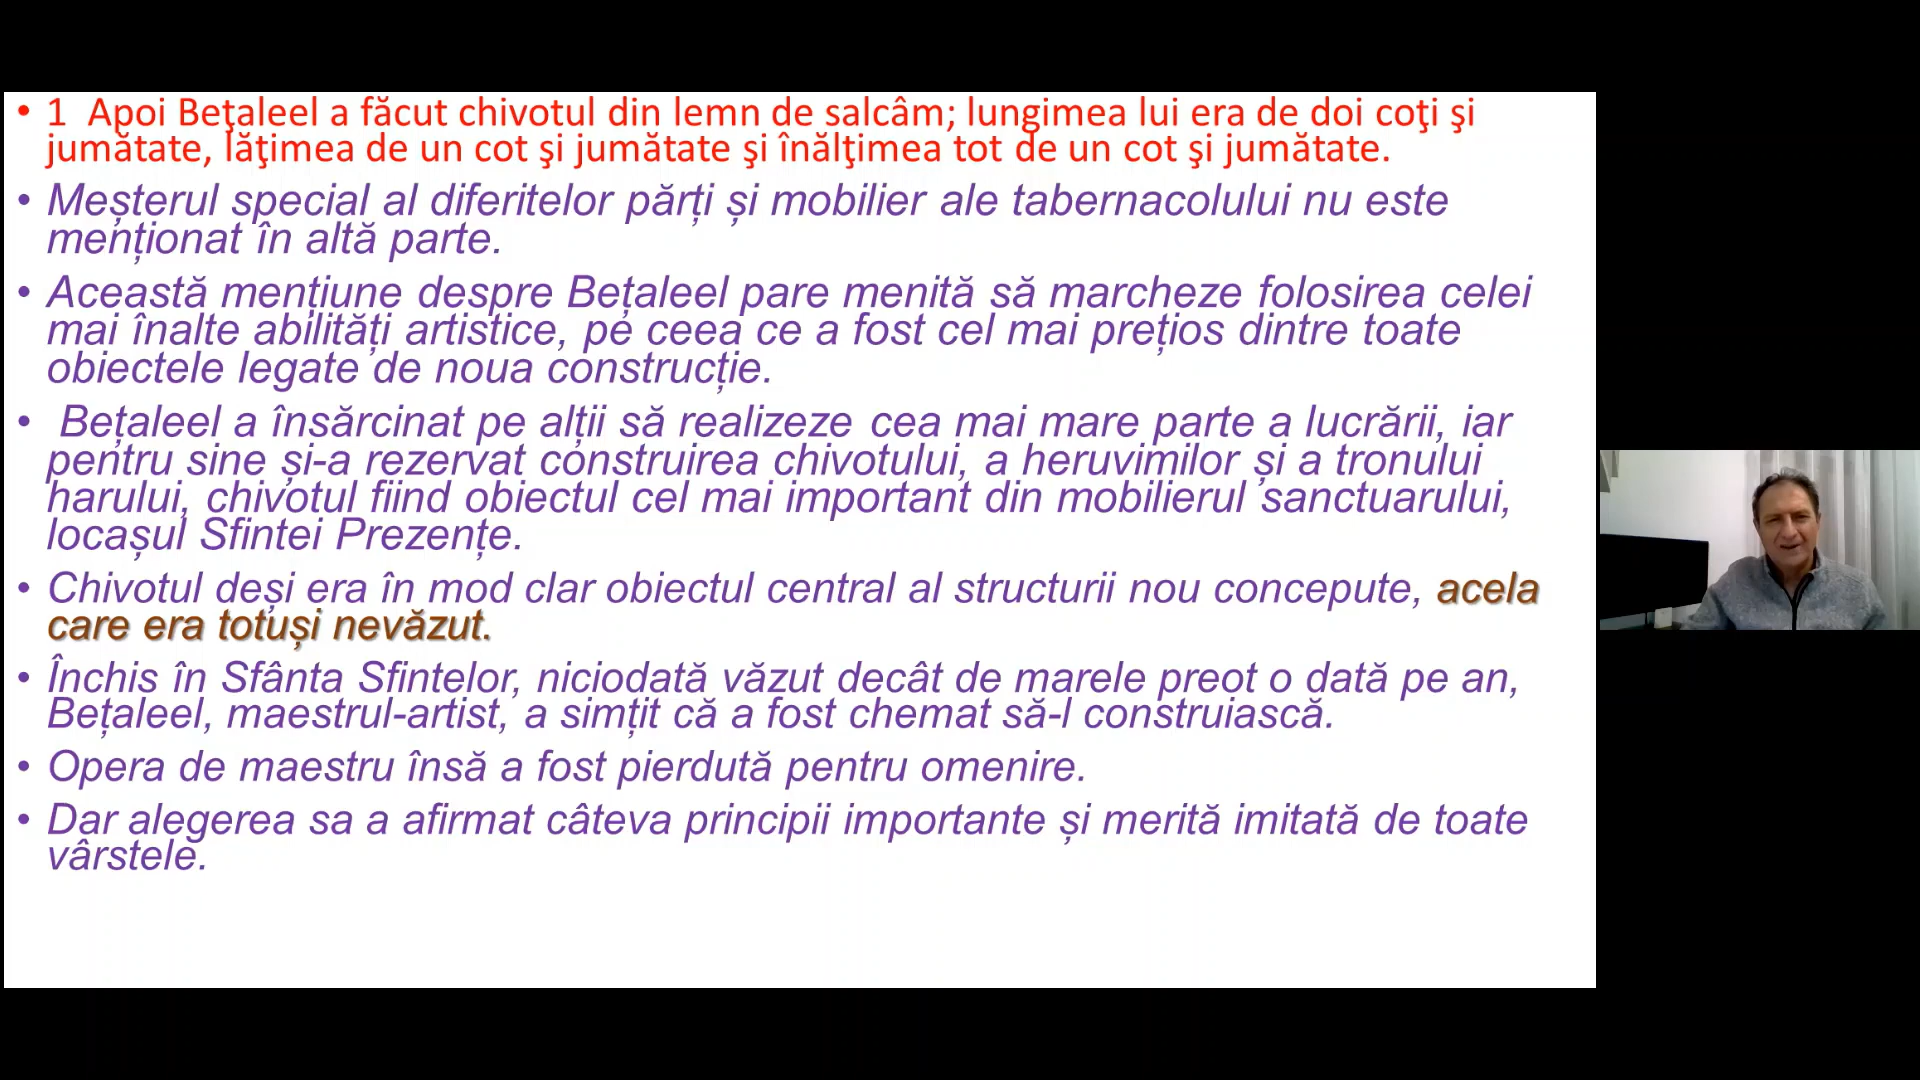 • 1  Apoi Beţaleel a făcut chivotul din lemn de salcâm; lungimea lui era de doi coţi şi
jumătate, lăţimea de un cot şi jumătate şi înălţimea tot de un cot şi jumătate.
• Meșterul special al diferitelor părți și mobilier ale tabernacolului nu este
menționat în altă parte.
• Această mențiune despre Bețaleel pare menită să marcheze folosirea celei
mai înalte abilități artistice, pe ceea ce a fost cel mai prețios dintre toate
obiectele legate de noua construcție.
• Bețaleel a însărcinat pe alții să realizeze cea mai mare parte a lucrării, iar
pentru sine și-a rezervat construirea chivotului, a heruvimilor și a tronului
harului, chivotul fiind obiectul cel mai important din mobilierul sanctuarului,
locașul Sfintei Prezențe.
• Chivotul deși era în mod clar obiectul central al structurii nou concepute, acela
care era totuși nevăzut.
• Închis în Sfânta Sfintelor, niciodată văzut decât de marele preot o dată pe an,
Bețaleel, maestrul-artist, a simțit că a fost chemat să-l construiască.
• Opera de maestru însă a fost pierdută pentru omenire.
• Dar alegerea sa a afirmat câteva principii importante și merită imitată de toate
vârstele.